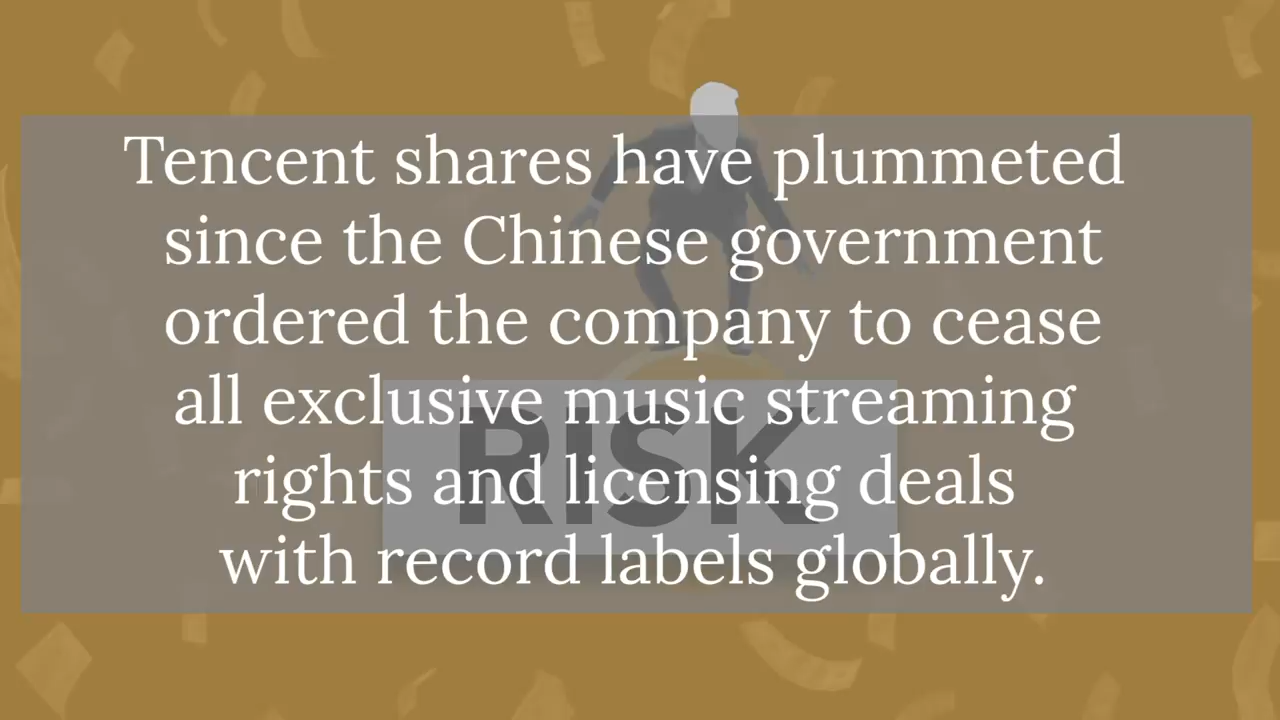 Tencent shares have plummeted
since the Chinese government
ordered the company to cease
all exclusive music streaming
rights and licensing deals
with record labels globally.
RISK